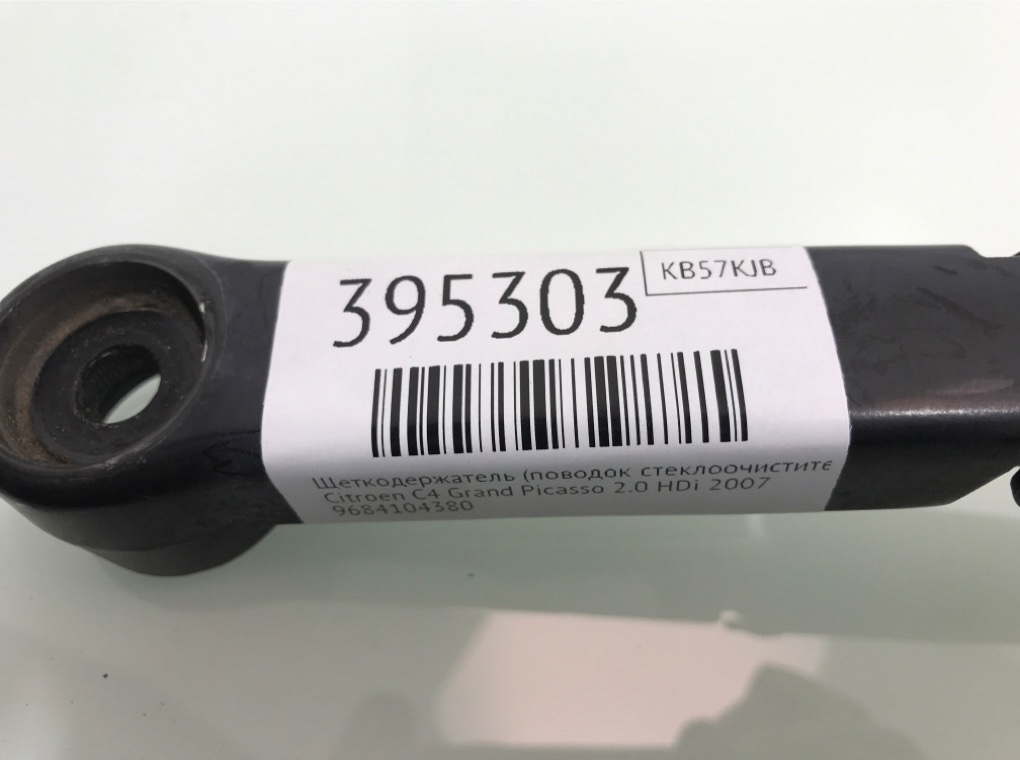 395303
KB57KJB
Щеткодержатель (поводок стеклоочистите
Citroen C4 Grand Picasso 2.0 HDi 2007
9684104380